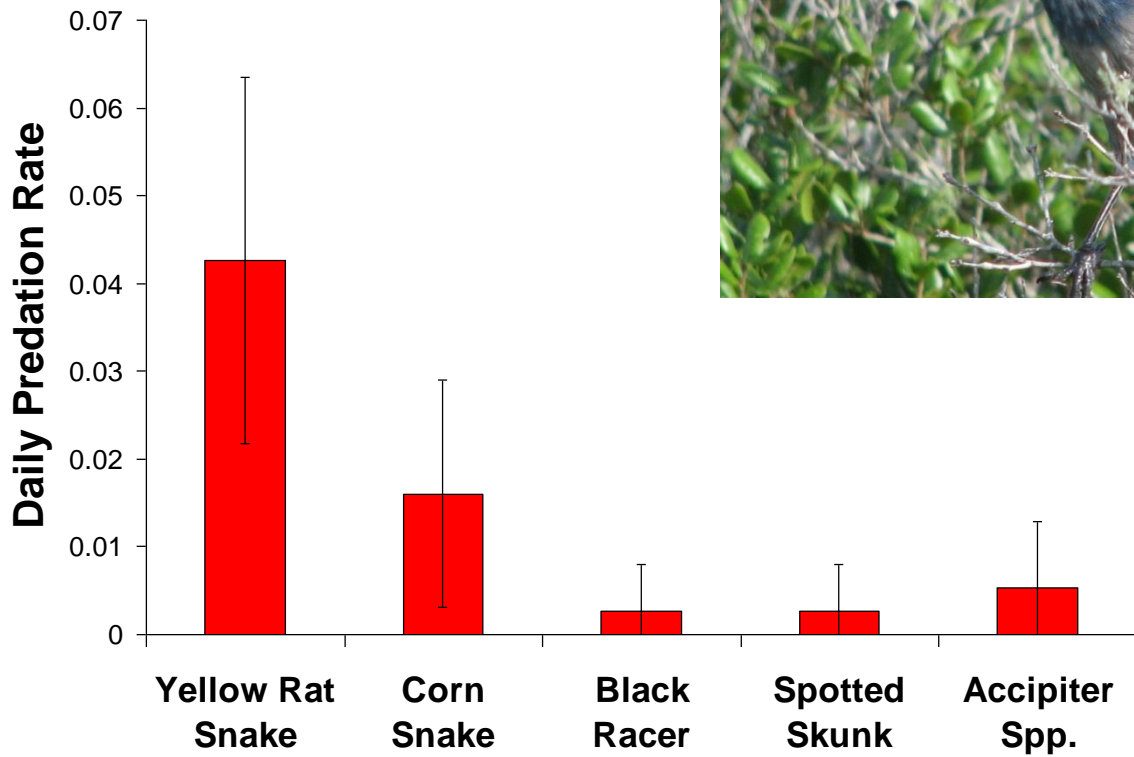 Daily Predation Rate
0.07
0.06
0.05
0.04
0.03
0.02
0.01
0
Yellow Rat
Snake
Corn
Snake
Black
Racer
Spotted
Skunk
Accipiter
Spp.